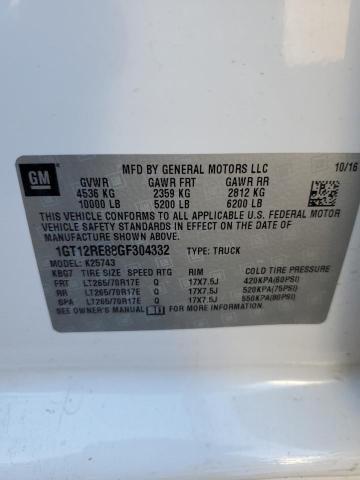 GM
MFD BY GENERAL MOTORS LLC 10/16
GVWR GAWR FRT GAWR RR
4536 KG 2359 KG 2812 KG
10000 LB 5200 LB 6200 LB
THIS VEHICLE CONFORMS TO ALL APPLICABLE U.S. FEDERAL MOTOR
VEHICLE SAFETY STANDARDS IN EFFECT ON THE DATE OF
MANUFACTURE SHOWN ABOVE.
1GT12RE88GF304332 TYPE: TRUCK
MODEL: K25743
KBG7 TIRE SIZE SPEED RTG RIM COLD TIRE PRESSURE
FRT LT265/70R17E Q 17X7.5J 420KPA(60PSI)
RR LT265/70R17E Q 17X7.5J 520KPA(75PSI)
SPA LT265/70R17E Q 17X7.5J 550KPA(80PSI)
SEE OWNER'S MANUAL FOR MORE INFORMATION.